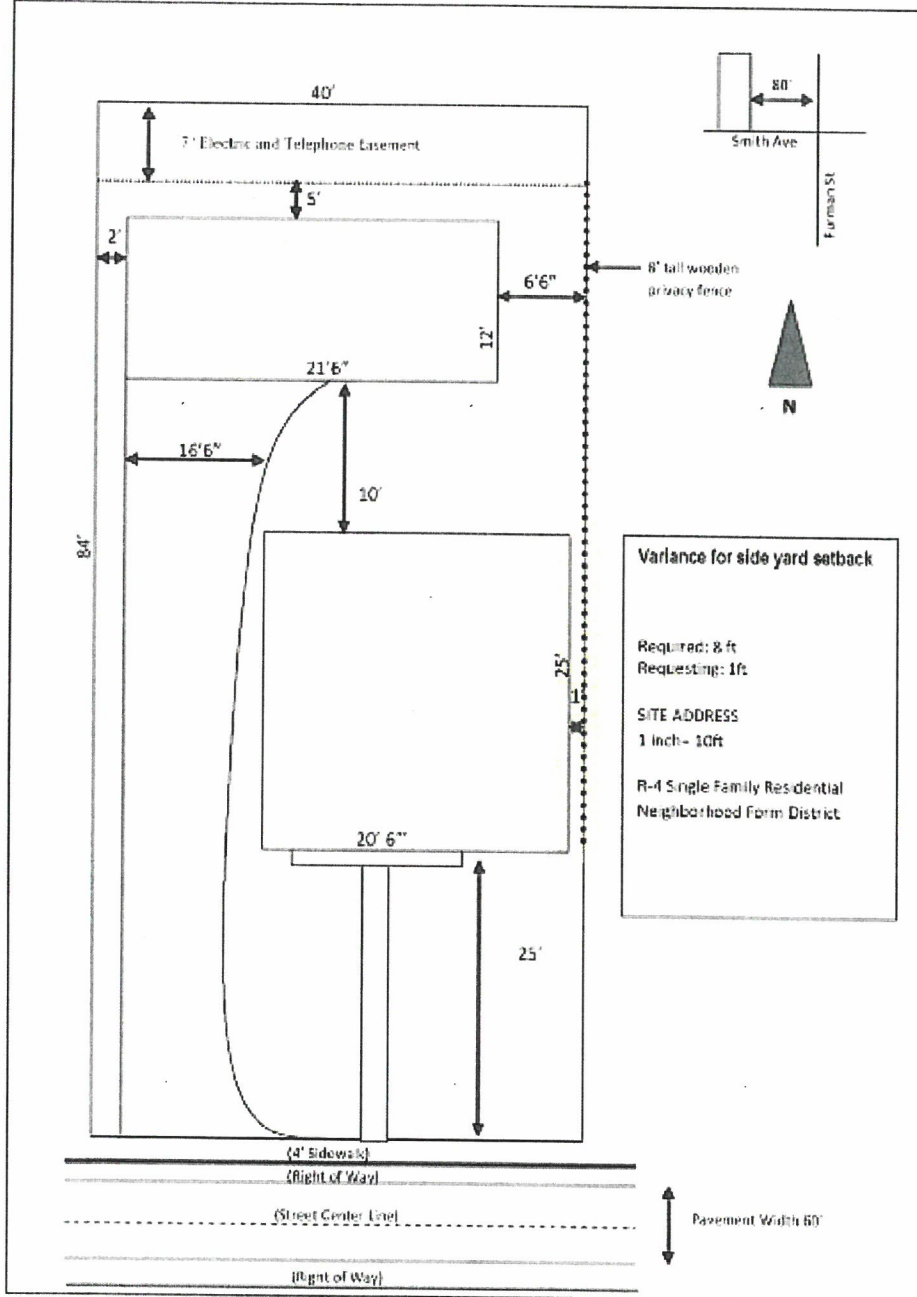 40'
80'
Smith Ave
Furman St
7' Electric and Telephone Easement
5'
2'
6'6"
8' tall wooden
privacy fence
12'
21'6"
N
16'6"
10'
84'
Variance for side yard setback
Required: 8 ft
Requesting: 1ft
SITE ADDRESS
1 inch= 10ft
R-4 Single Family Residential
Neighborhood Form District
25'
1'
20' 6"
25'
(4' Sidewalk)
(Right of Way)
(Street Center Line)
Pavement Width 60'
(Right of Way)